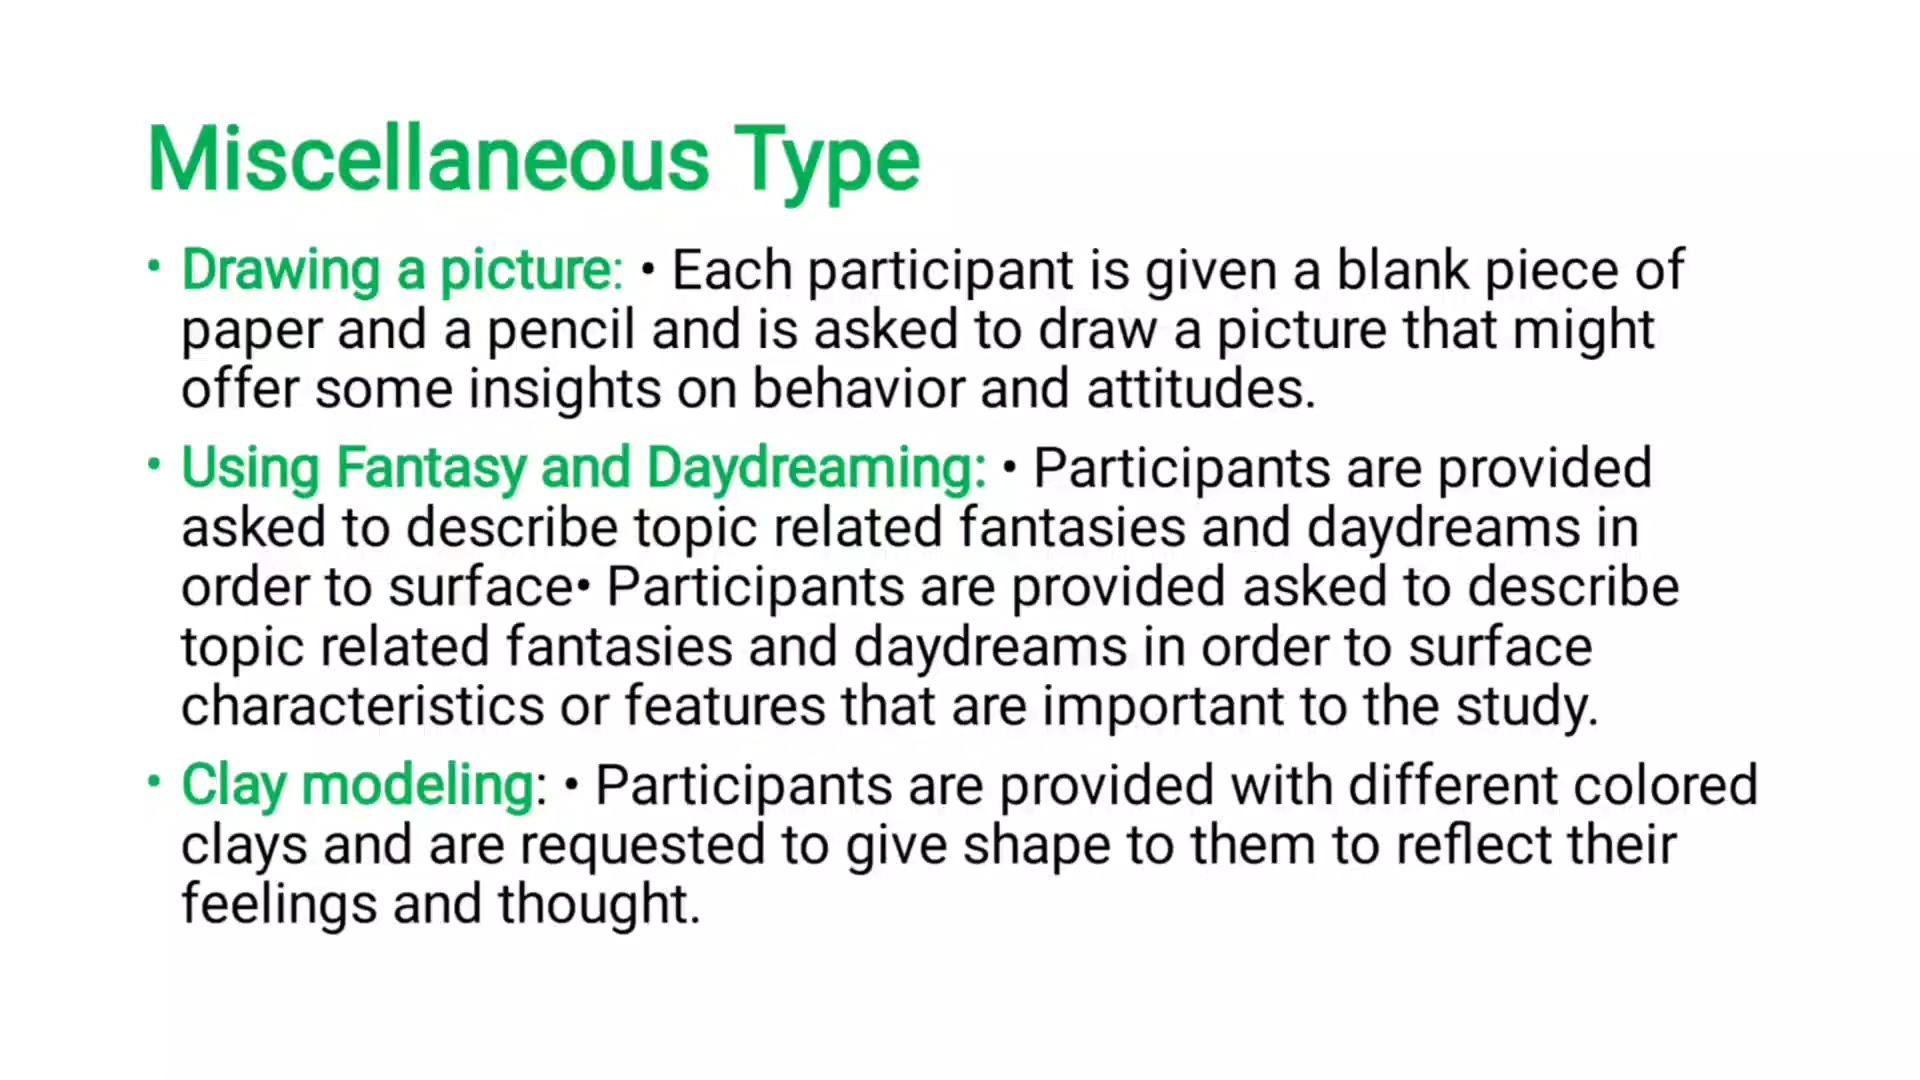 Miscellaneous Type
• Drawing a picture: • Each participant is given a blank piece of
paper and a pencil and is asked to draw a picture that might
offer some insights on behavior and attitudes.
• Using Fantasy and Daydreaming: • Participants are provided
asked to describe topic related fantasies and daydreams in
order to surface• Participants are provided asked to describe
topic related fantasies and daydreams in order to surface
characteristics or features that are important to the study.
• Clay modeling: • Participants are provided with different colored
clays and are requested to give shape to them to reflect their
feelings and thought.